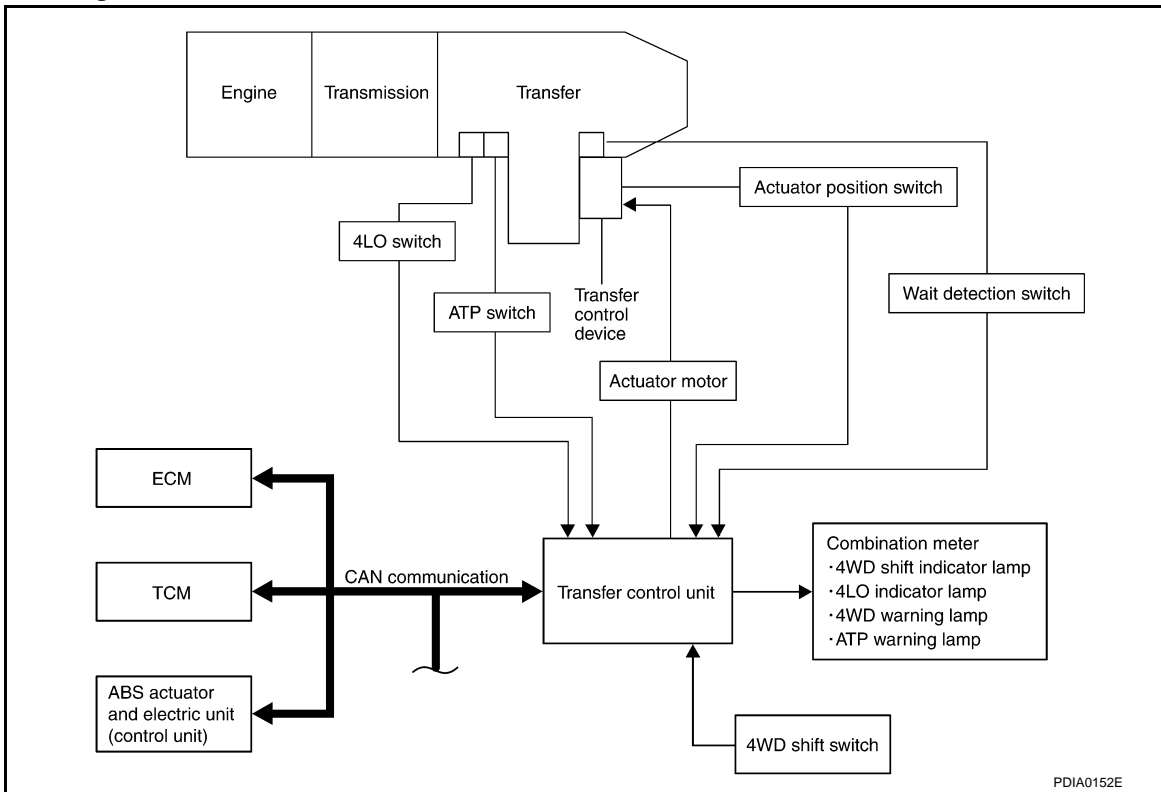 Engine
Transmission
Transfer
Actuator position switch
4LO switch
Wait detection switch
ATP switch
Transfer
control
device
Actuator motor
ECM
TCM
CAN communication
Transfer control unit
Combination meter
·4WD shift indicator lamp
·4LO indicator lamp
·4WD warning lamp
·ATP warning lamp
ABS actuator
and electric unit
(control unit)
4WD shift switch
PDIA0152E